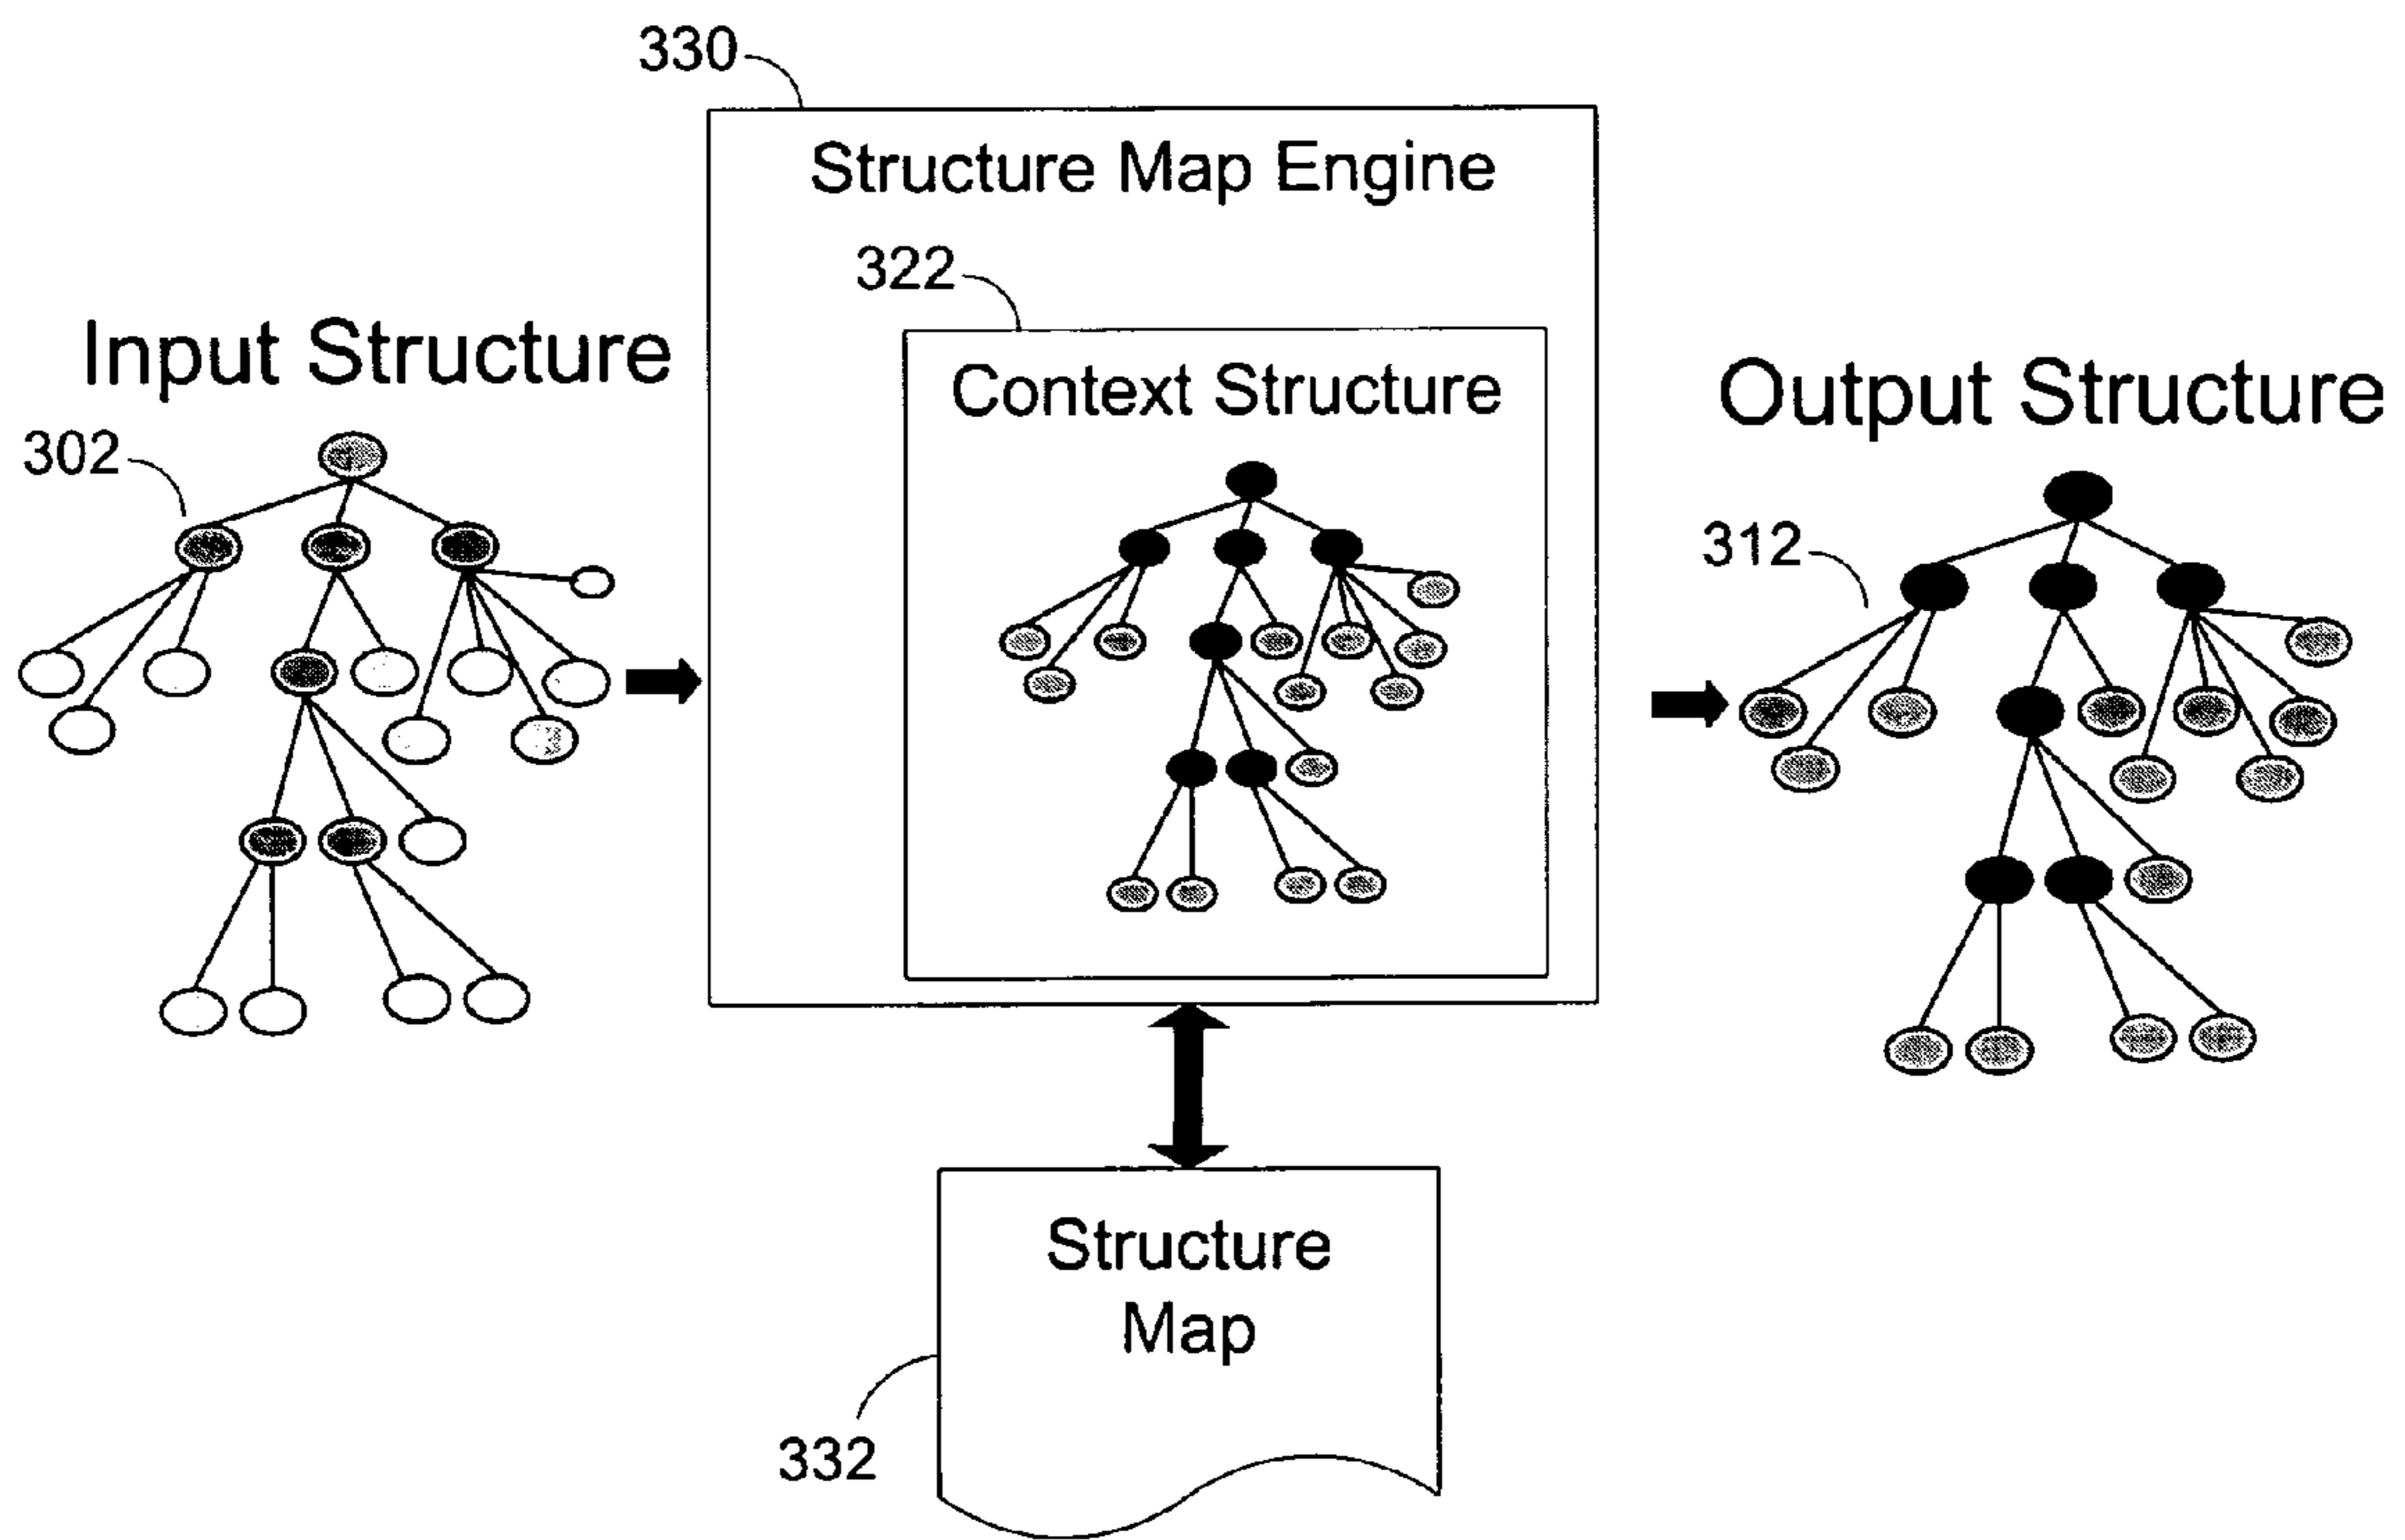 330
Structure Map Engine
322
Input Structure
Context Structure
Output Structure
302
312
Structure
Map
332